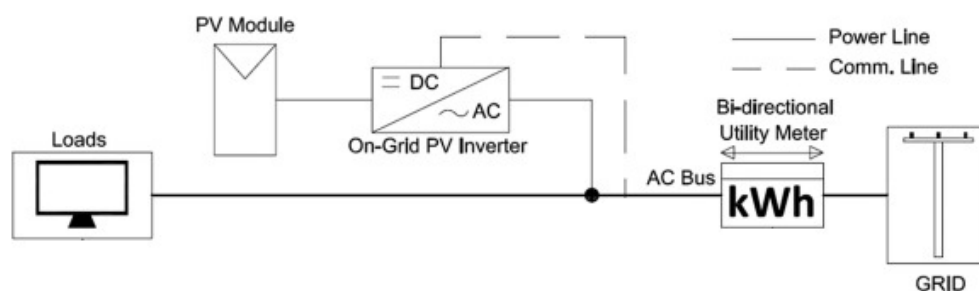 PV Module
Power Line
Comm. Line
DC
AC
On-Grid PV Inverter
Bi-directional
Utility Meter
Loads
AC Bus
kWh
GRID